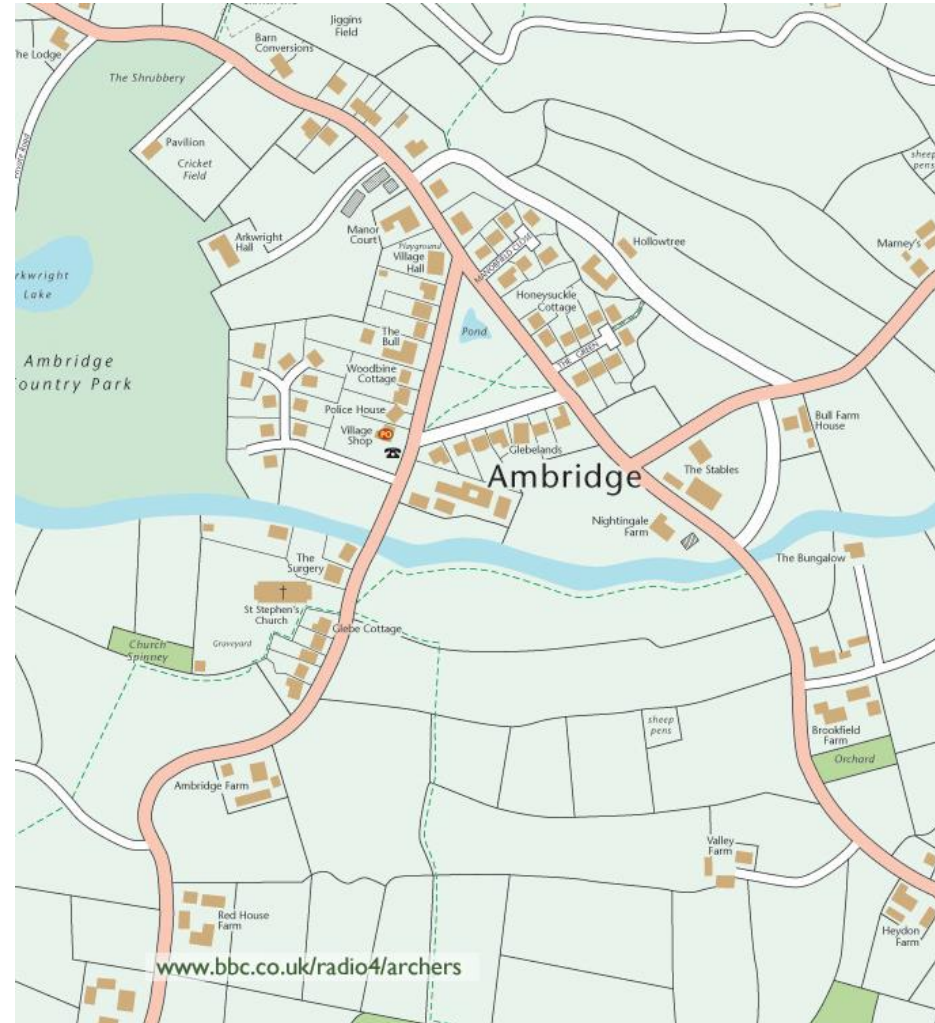 Jiggins
Field
Barn
Conversions
The Lodge
The Shrubbery
Pavilion
Cricket
Field
sheep
pens
Private Road
Arkwright
Hall
Manor
Court
Playground
Village
Hall
MANORFIELD CLOSE
Hollowtree
Marney's
Arkwright
Lake
Honeysuckle
Cottage
Pond
The
Bull
THE GREEN
Ambridge
Country Park
Woodbine
Cottage
Police House
Village
Shop
PO
Bull Farm
House
Glebelands
Ambridge
The Stables
Nightingale
Farm
The Bungalow
The
Surgery
St Stephen's
Church
Glebe Cottage
Graveyard
Church
Spinney
sheep
pens
Brookfield
Farm
Orchard
Ambridge Farm
Valley
Farm
Red House
Farm
Heydon
Farm
www.bbc.co.uk/radio4/archers